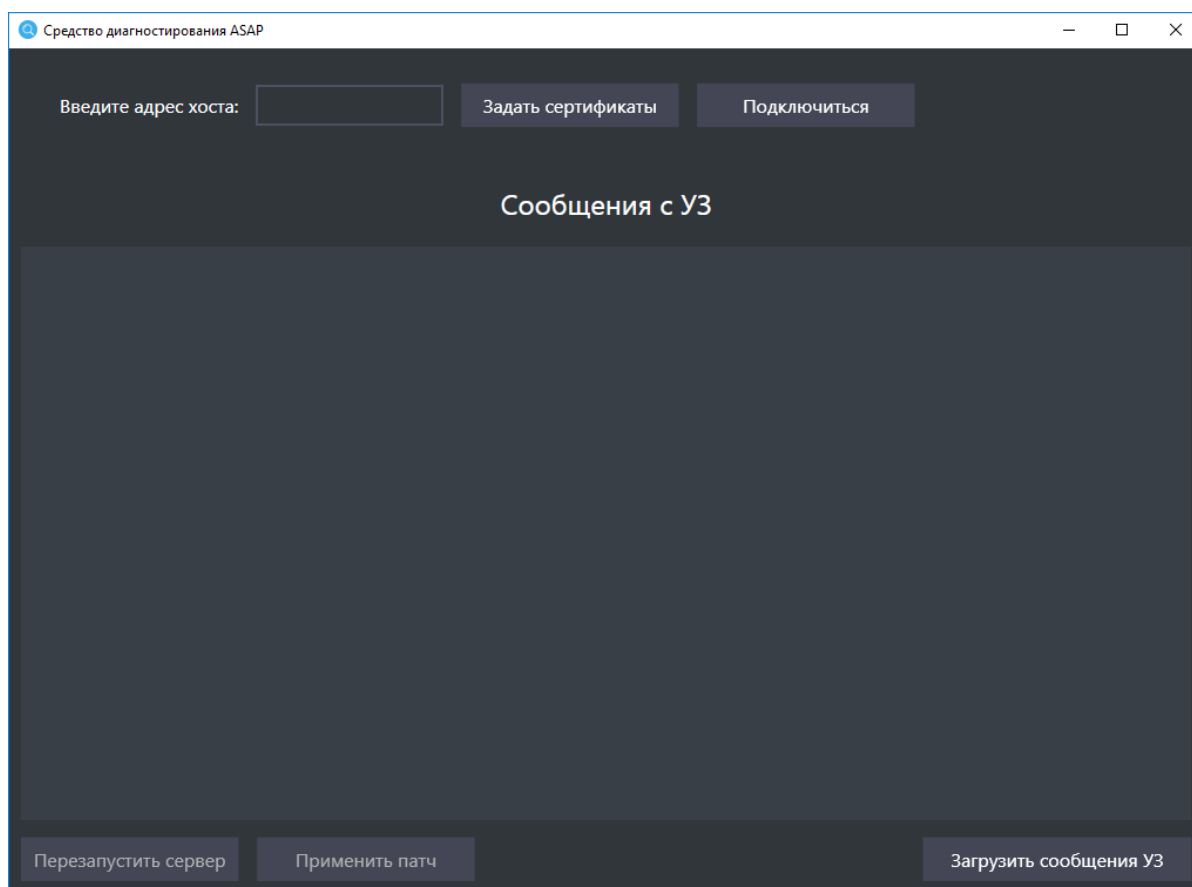 Средство диагностирования ASAP
Введите адрес хоста: Задать сертификаты Подключиться
Сообщения с УЗ
Перезапустить сервер Применить патч Загрузить сообщения УЗ